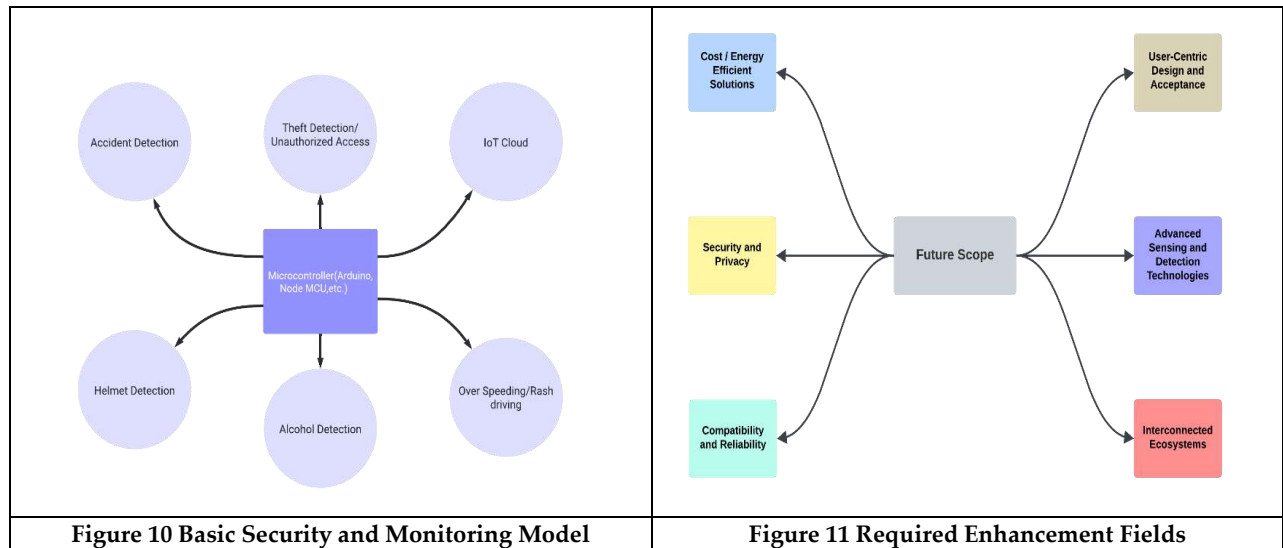 Accident Detection
Theft Detection/
Unauthorized Access
IoT Cloud
Microcontroller(Arduino,
Node MCU,etc.)
Helmet Detection
Alcohol Detection
Over Speeding/Rash
driving
Figure 10 Basic Security and Monitoring Model
Cost / Energy
Efficient
Solutions
User-Centric
Design and
Acceptance
Security and
Privacy
Future Scope
Advanced
Sensing and
Detection
Technologies
Compatibility
and Reliability
Interconnected
Ecosystems
Figure 11 Required Enhancement Fields